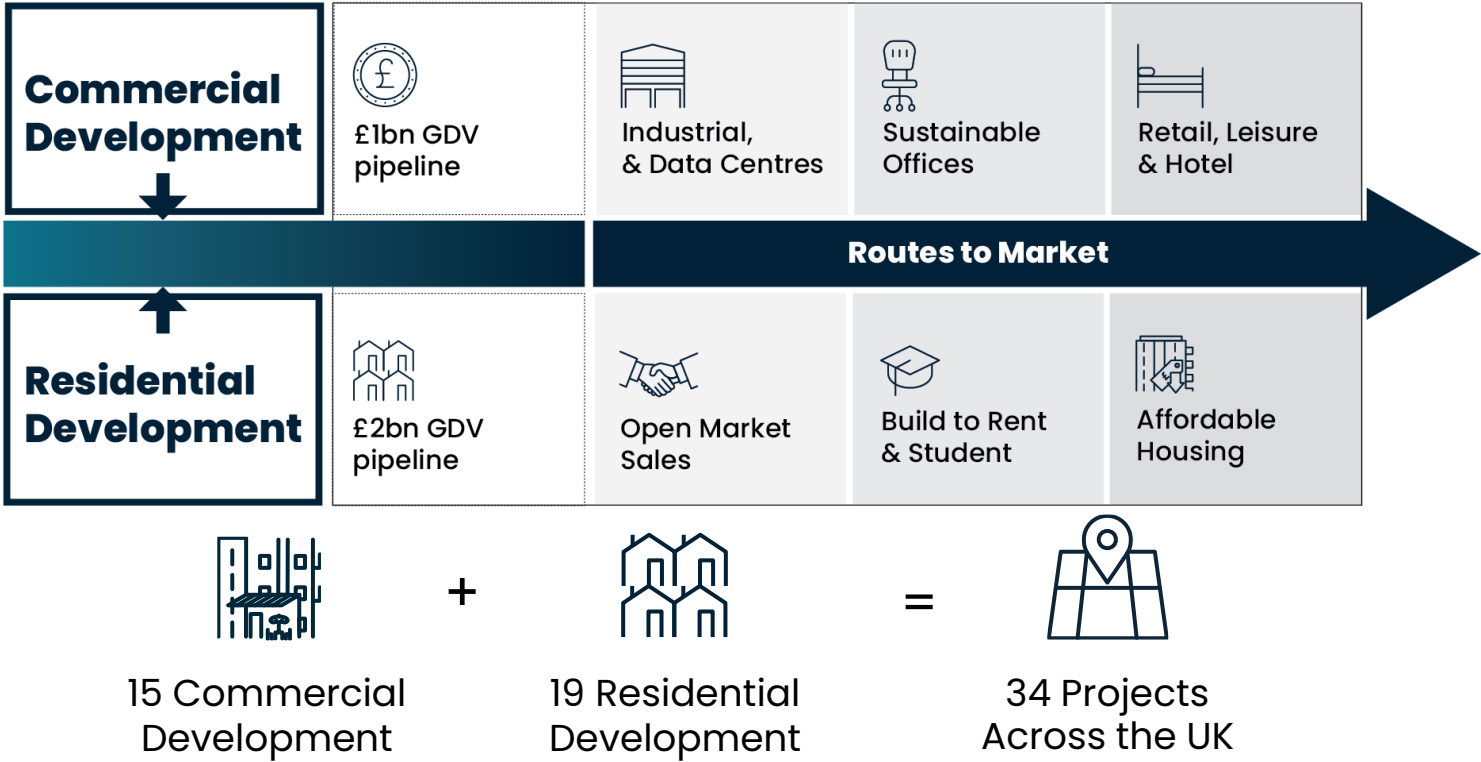 Commercial
Development
£1bn GDV
pipeline
Industrial,
& Data Centres
Sustainable
Offices
Retail, Leisure
& Hotel
Routes to Market
Residential
Development
£2bn GDV
pipeline
Open Market
Sales
Build to Rent
& Student
Affordable
Housing
+
=
15 Commercial
Development
19 Residential
Development
34 Projects
Across the UK